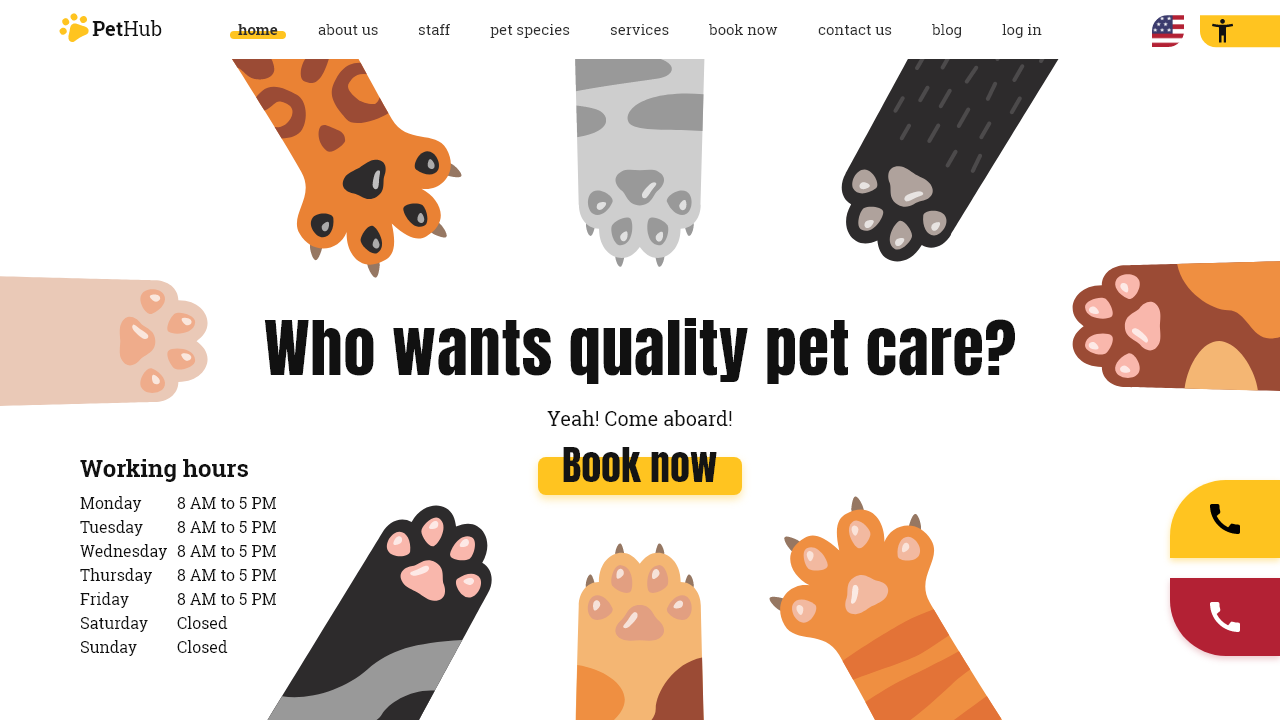 PetHub
home about us staff pet species services book now contact us blog log in
Who wants quality pet care?
Yeah! Come aboard!
Book now
Working hours
Monday 8 AM to 5 PM
Tuesday 8 AM to 5 PM
Wednesday 8 AM to 5 PM
Thursday 8 AM to 5 PM
Friday 8 AM to 5 PM
Saturday Closed
Sunday Closed